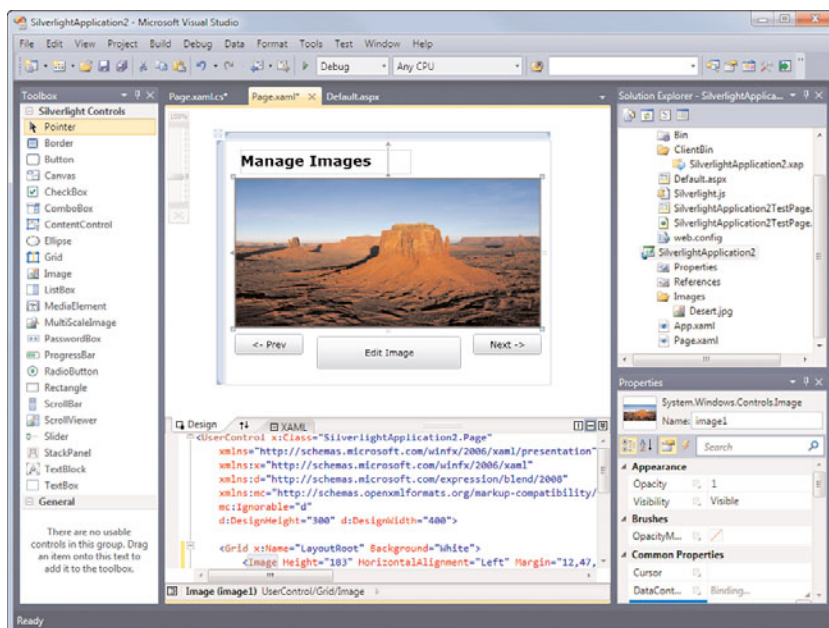 SilverlightApplication2 - Microsoft Visual Studio
File Edit View Project Build Debug Data Format Tools Test Window Help
Debug Any CPU
Toolbox
Silverlight Controls
Pointer
Border
Button
Canvas
CheckBox
ComboBox
ContentControl
Ellipse
Grid
Image
ListBox
MediaElement
MultiScaleImage
PasswordBox
ProgressBar
RadioButton
Rectangle
ScrollBar
ScrollViewer
Slider
StackPanel
TextBlock
TextBox
General
There are no usable
controls in this group. Drag
an item onto this text to
add it to the toolbox.
Page.xaml.cs* Page.xaml* Default.aspx
100%
Manage Images
<- Prev Edit Image Next ->
Design XAML
<UserControl x:Class="SilverlightApplication2.Page"
xmlns="http://schemas.microsoft.com/winfx/2006/xaml/presentation"
xmlns:x="http://schemas.microsoft.com/winfx/2006/xaml"
xmlns:d="http://schemas.microsoft.com/expression/blend/2008"
xmlns:mc="http://schemas.openxmlformats.org/markup-compatibility/
mc:Ignorable="d"
d:DesignHeight="300" d:DesignWidth="400">
<Grid x:Name="LayoutRoot" Background="White">
<Image Height="183" HorizontalAlignment="Left" Margin="12,47,
Image (image1) UserControl/Grid/Image
Solution Explorer - SilverlightApplica...
Bin
ClientBin
SilverlightApplication2.xap
Default.aspx
Silverlight.js
SilverlightApplication2TestPage.
SilverlightApplication2TestPage.
web.config
SilverlightApplication2
Properties
References
Images
Desert.jpg
App.xaml
Page.xaml
Properties
System.Windows.Controls.Image
Name: image1
Search
Appearance
Opacity 1
Visibility Visible
Brushes
OpacityM...
Common Properties
Cursor
DataCont... Binding...
Ready